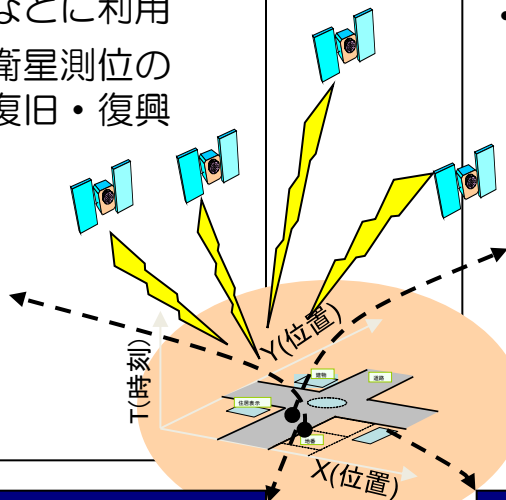 などに利用
衛星測位の
復旧・復興
Y(位置)
T(時刻)
建物
道路
住居表示
地番
X(位置)